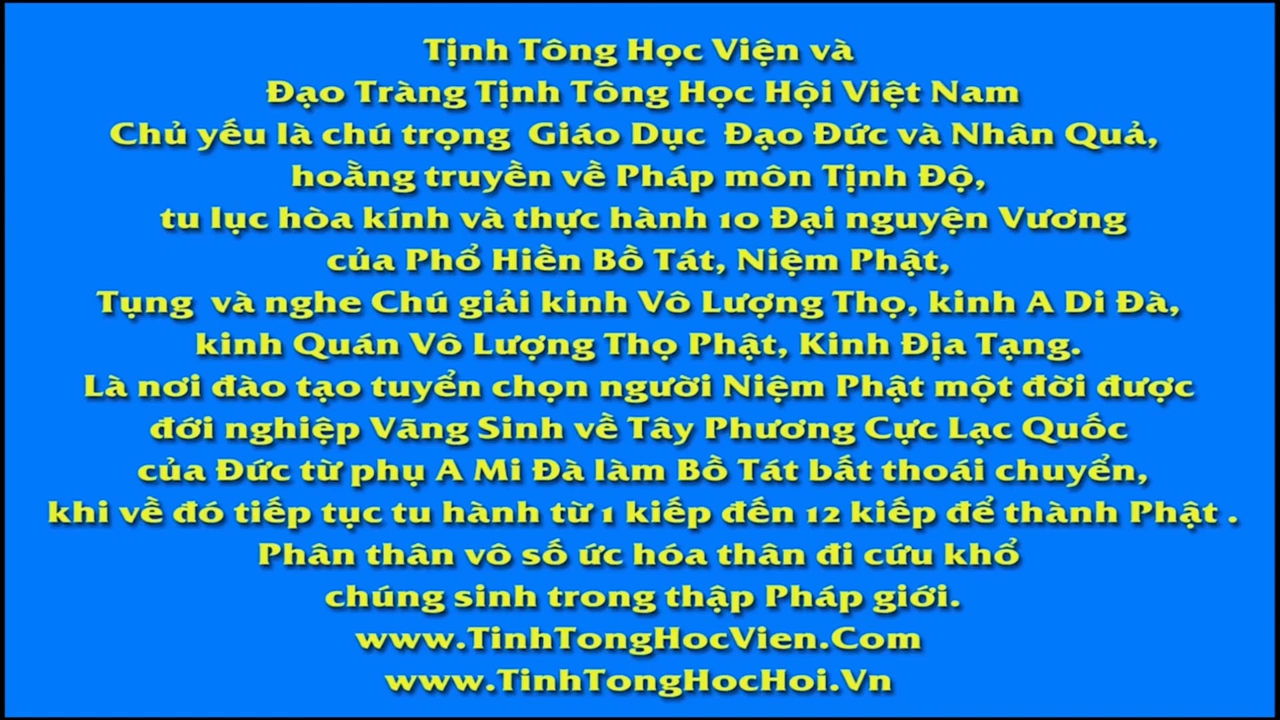 Tịnh Tông Học Viện và
Đạo Tràng Tịnh Tông Học Hội Việt Nam
Chủ yếu là chú trọng Giáo Dục Đạo Đức và Nhân Quả,
hoằng truyền về Pháp môn Tịnh Độ,
tu lục hòa kính và thực hành 10 Đại nguyện Vương
của Phổ Hiền Bồ Tát, Niệm Phật,
Tụng và nghe Chú giải kinh Vô Lượng Thọ, kinh A Di Đà,
kinh Quán Vô Lượng Thọ Phật, Kinh Địa Tạng.
Là nơi đào tạo tuyển chọn người Niệm Phật một đời được
đới nghiệp Vãng Sinh về Tây Phương Cực Lạc Quốc
của Đức từ phụ A Mi Đà làm Bồ Tát bất thoái chuyển,
khi về đó tiếp tục tu hành từ 1 kiếp đến 12 kiếp để thành Phật .
Phân thân vô số ức hóa thân đi cứu khổ
chúng sinh trong thập Pháp giới.
www.TinhTongHocVien.Com
www.TinhTongHocHoi.Vn